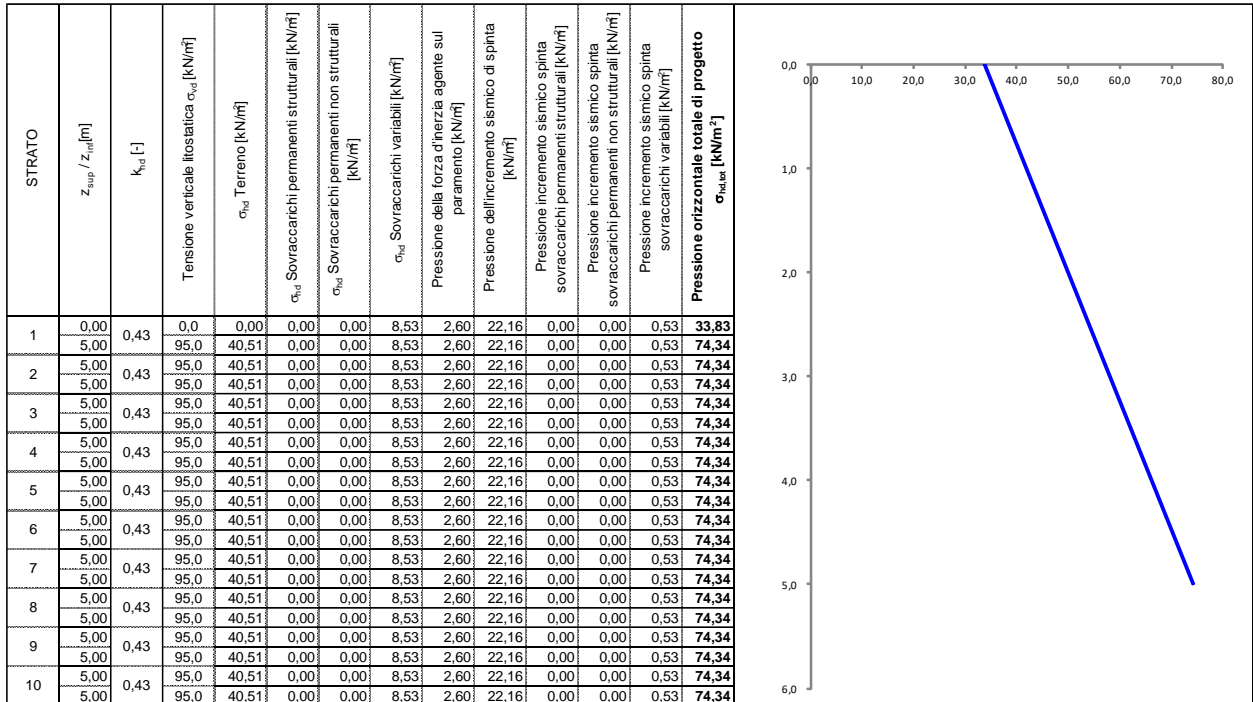 STRATO
z_sup / z_inf [m]
k_hd [-]
Tensione verticale litostatica σ_vd [kN/m²]
σ_hd Terreno [kN/m²]
σ_hd Sovraccarichi permanenti strutturali [kN/m²]
σ_hd Sovraccarichi permanenti non strutturali
[kN/m²]
σ_hd Sovraccarichi variabili [kN/m²]
Pressione della forza d'inerzia agente sul
paramento [kN/m²]
Pressione dell'incremento sismico di spinta
[kN/m²]
Pressione incremento sismico spinta
sovraccarichi permanenti strutturali [kN/m²]
Pressione incremento sismico spinta
sovraccarichi permanenti non strutturali [kN/m²]
Pressione incremento sismico spinta
sovraccarichi variabili [kN/m²]
Pressione orizzontale totale di progetto
σ_hd,tot [kN/m²]
1 0,43
0,00 0,0 0,00 0,00 0,00 8,53 2,60 22,16 0,00 0,00 0,53 33,83
5,00 95,0 40,51 0,00 0,00 8,53 2,60 22,16 0,00 0,00 0,53 74,34
2 0,43
5,00 95,0 40,51 0,00 0,00 8,53 2,60 22,16 0,00 0,00 0,53 74,34
5,00 95,0 40,51 0,00 0,00 8,53 2,60 22,16 0,00 0,00 0,53 74,34
3 0,43
5,00 95,0 40,51 0,00 0,00 8,53 2,60 22,16 0,00 0,00 0,53 74,34
5,00 95,0 40,51 0,00 0,00 8,53 2,60 22,16 0,00 0,00 0,53 74,34
4 0,43
5,00 95,0 40,51 0,00 0,00 8,53 2,60 22,16 0,00 0,00 0,53 74,34
5,00 95,0 40,51 0,00 0,00 8,53 2,60 22,16 0,00 0,00 0,53 74,34
5 0,43
5,00 95,0 40,51 0,00 0,00 8,53 2,60 22,16 0,00 0,00 0,53 74,34
5,00 95,0 40,51 0,00 0,00 8,53 2,60 22,16 0,00 0,00 0,53 74,34
6 0,43
5,00 95,0 40,51 0,00 0,00 8,53 2,60 22,16 0,00 0,00 0,53 74,34
5,00 95,0 40,51 0,00 0,00 8,53 2,60 22,16 0,00 0,00 0,53 74,34
7 0,43
5,00 95,0 40,51 0,00 0,00 8,53 2,60 22,16 0,00 0,00 0,53 74,34
5,00 95,0 40,51 0,00 0,00 8,53 2,60 22,16 0,00 0,00 0,53 74,34
8 0,43
5,00 95,0 40,51 0,00 0,00 8,53 2,60 22,16 0,00 0,00 0,53 74,34
5,00 95,0 40,51 0,00 0,00 8,53 2,60 22,16 0,00 0,00 0,53 74,34
9 0,43
5,00 95,0 40,51 0,00 0,00 8,53 2,60 22,16 0,00 0,00 0,53 74,34
5,00 95,0 40,51 0,00 0,00 8,53 2,60 22,16 0,00 0,00 0,53 74,34
10 0,43
5,00 95,0 40,51 0,00 0,00 8,53 2,60 22,16 0,00 0,00 0,53 74,34
5,00 95,0 40,51 0,00 0,00 8,53 2,60 22,16 0,00 0,00 0,53 74,34
0,0
0,0 10,0 20,0 30,0 40,0 50,0 60,0 70,0 80,0
1,0
2,0
3,0
4,0
5,0
6,0